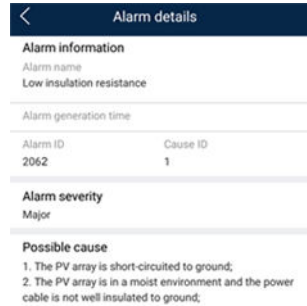 Alarm details
Alarm information
Alarm name
Low insulation resistance
Alarm generation time
Alarm ID Cause ID
2062 1
Alarm severity
Major
Possible cause
1. The PV array is short-circuited to ground;
2. The PV array is in a moist environment and the power
cable is not well insulated to ground;